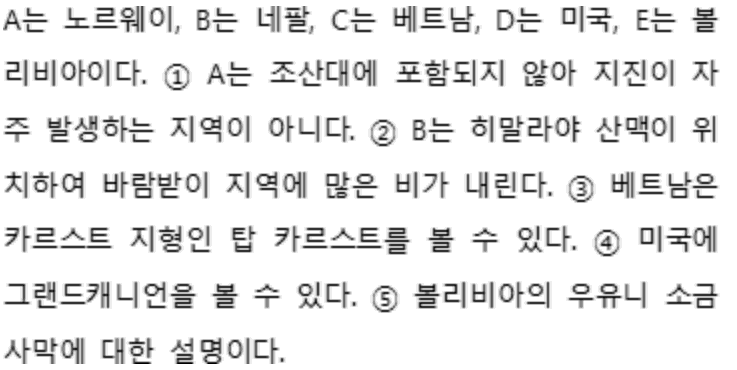 A는 노르웨이, B는 네팔, C는 베트남, D는 미국, E는 볼
리비아이다. ① A는 조산대에 포함되지 않아 지진이 자
주 발생하는 지역이 아니다. ② B는 히말라야 산맥이 위
치하여 바람받이 지역에 많은 비가 내린다. ③ 베트남은
카르스트 지형인 탑 카르스트를 볼 수 있다. ④ 미국에
그랜드캐니언을 볼 수 있다. ⑤ 볼리비아의 우유니 소금
사막에 대한 설명이다.